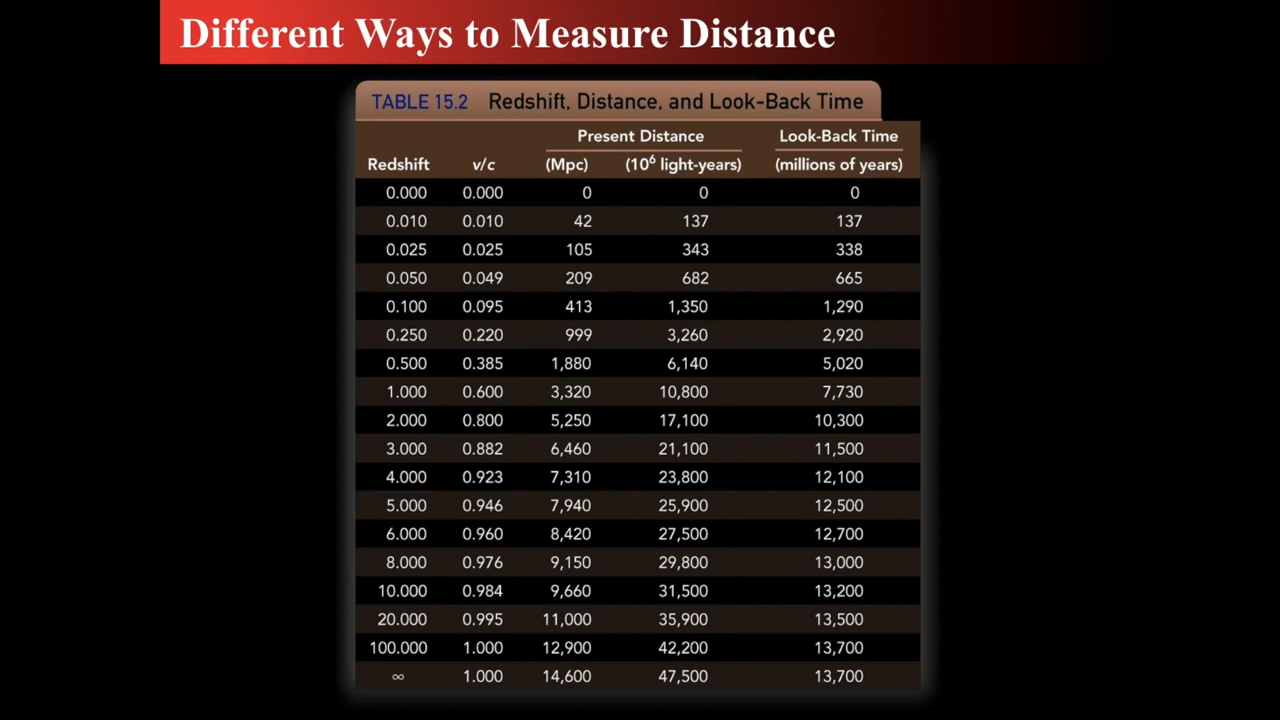 Different Ways to Measure Distance
TABLE 15.2 Redshift, Distance, and Look-Back Time
Present Distance Look-Back Time
Redshift v/c (Mpc) (10⁶ light-years) (millions of years)
0.000 0.000 0 0 0
0.010 0.010 42 137 137
0.025 0.025 105 343 338
0.050 0.049 209 682 665
0.100 0.095 413 1,350 1,290
0.250 0.220 999 3,260 2,920
0.500 0.385 1,880 6,140 5,020
1.000 0.600 3,320 10,800 7,730
2.000 0.800 5,250 17,100 10,300
3.000 0.882 6,460 21,100 11,500
4.000 0.923 7,310 23,800 12,100
5.000 0.946 7,940 25,900 12,500
6.000 0.960 8,420 27,500 12,700
8.000 0.976 9,150 29,800 13,000
10.000 0.984 9,660 31,500 13,200
20.000 0.995 11,000 35,900 13,500
100.000 1.000 12,900 42,200 13,700
∞ 1.000 14,600 47,500 13,700